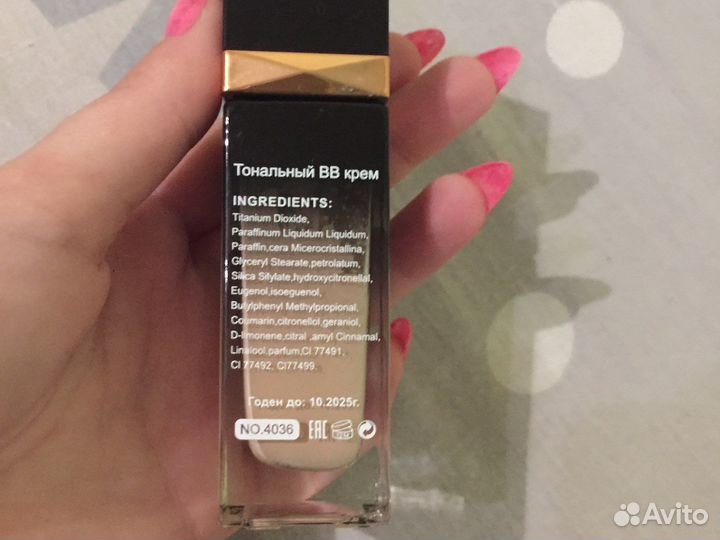 Тональный BB крем
INGREDIENTS:
Titanium Dioxide,
Paraffinum Liquidum Liquidum,
Paraffin,cera Micerocristallina,
Glyceryl Stearate,petrolatum,
Silica Silylate,hydroxycitronellal,
Eugenol,isoeguenol,
Butylphenyl Methylpropional,
Coumarin,citronellol,geraniol,
D-limonene,citral ,amyl Cinnamal,
Linalool,parfum,CI 77491,
CI 77492, CI77499.
Годен до: 10.2025г.
NO.4036 EAC
Avito